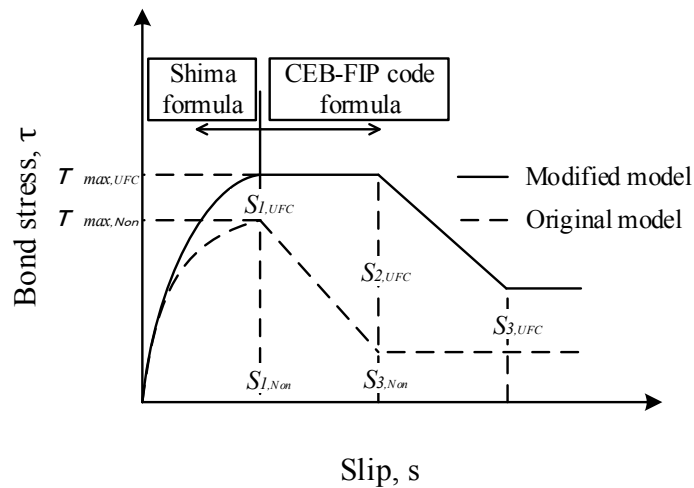 Shima
formula
CEB-FIP code
formula
Bond stress, τ
τ max,UFC
τ max,Non
S1,UFC
Modified model
Original model
S2,UFC
S3,UFC
S1,Non
S3,Non
Slip, s